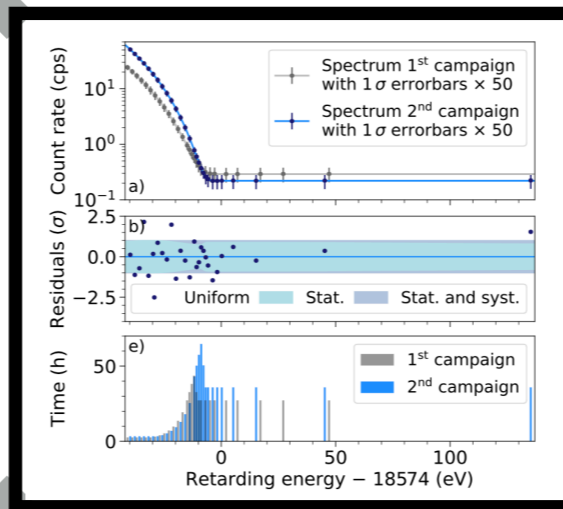 Count rate (cps)
10¹
10⁰
10⁻¹
a)
Spectrum 1ˢᵗ campaign
with 1 σ errorbars × 50
Spectrum 2ⁿᵈ campaign
with 1 σ errorbars × 50
Residuals (σ)
2.5
0.0
−2.5
b)
Uniform
Stat.
Stat. and syst.
Time (h)
50
0
e)
1ˢᵗ campaign
2ⁿᵈ campaign
0
50
100
Retarding energy − 18574 (eV)